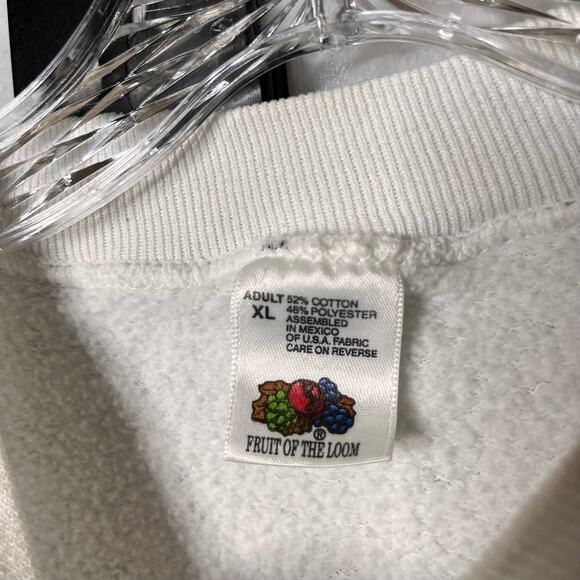 ADULT 52% COTTON
XL 48% POLYESTER
ASSEMBLED
IN MEXICO
OF U.S.A. FABRIC
CARE ON REVERSE
®
FRUIT OF THE LOOM